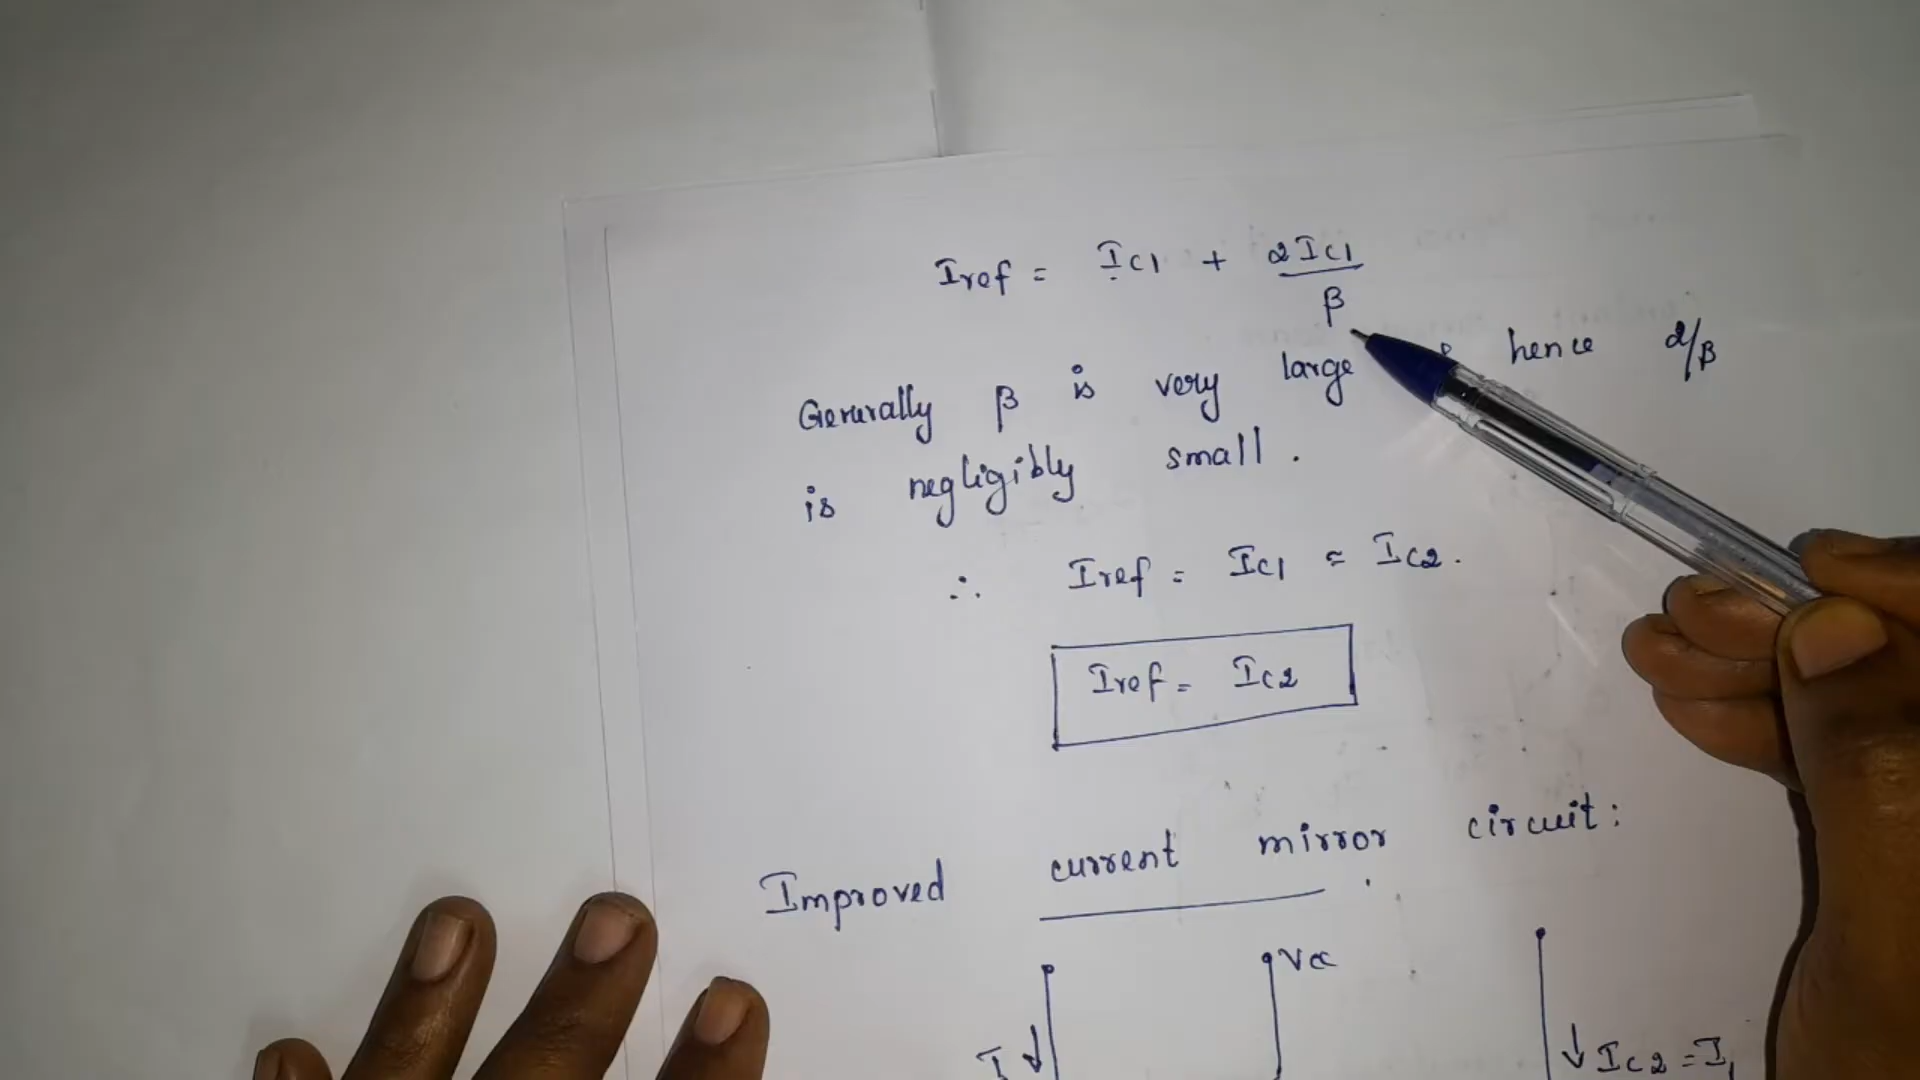 Iref = IC1 + 2IC1/β
Generally β is very large hence 2/β
is negligibly small.
∴ Iref = IC1 ≈ IC2.
Iref = IC2
Improved current mirror circuit:
VCC
I IC2 = I